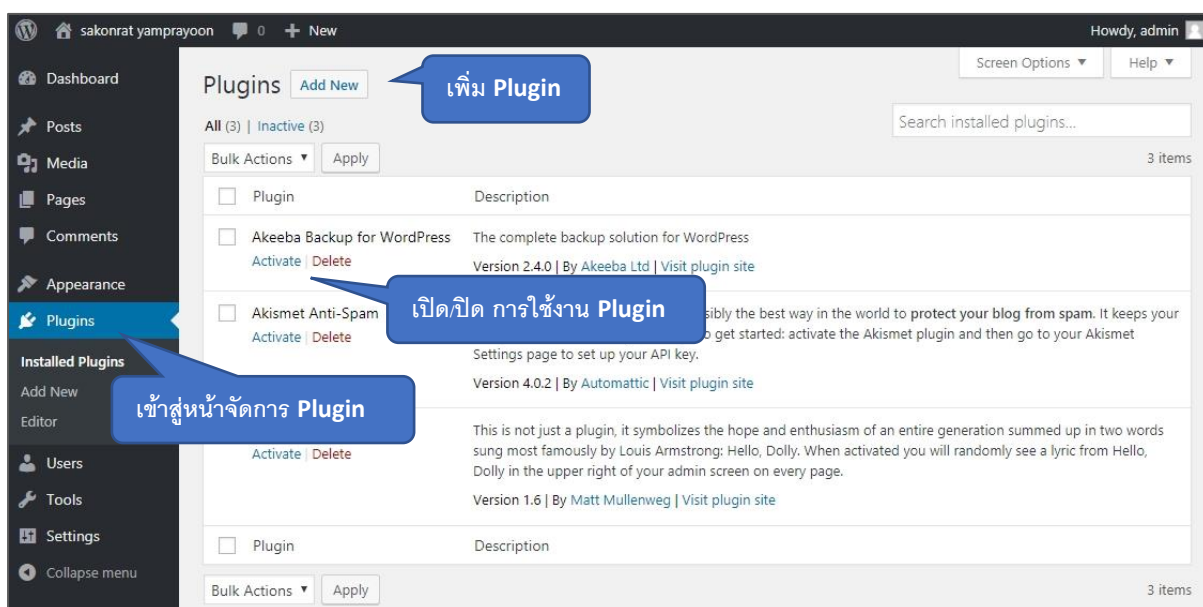 sakonrat yamprayoon 0 + New Howdy, admin
Dashboard
Posts
Media
Pages
Comments
Appearance
Plugins
Installed Plugins
Add New
Editor
Users
Tools
Settings
Collapse menu
Screen Options ▼ Help ▼
Plugins Add New
เพิ่ม Plugin
All (3) | Inactive (3)
Search installed plugins...
Bulk Actions ▼ Apply 3 items
Plugin Description
Akeeba Backup for WordPress The complete backup solution for WordPress
Activate | Delete Version 2.4.0 | By Akeeba Ltd | Visit plugin site
เปิด/ปิด การใช้งาน Plugin
Akismet Anti-Spam sibly the best way in the world to protect your blog from spam. It keeps your
Activate | Delete get started: activate the Akismet plugin and then go to your Akismet
Settings page to set up your API key.
Version 4.0.2 | By Automattic | Visit plugin site
เข้าสู่หน้าจัดการ Plugin
This is not just a plugin, it symbolizes the hope and enthusiasm of an entire generation summed up in two words
Activate | Delete sung most famously by Louis Armstrong: Hello, Dolly. When activated you will randomly see a lyric from Hello,
Dolly in the upper right of your admin screen on every page.
Version 1.6 | By Matt Mullenweg | Visit plugin site
Plugin Description
Bulk Actions ▼ Apply 3 items